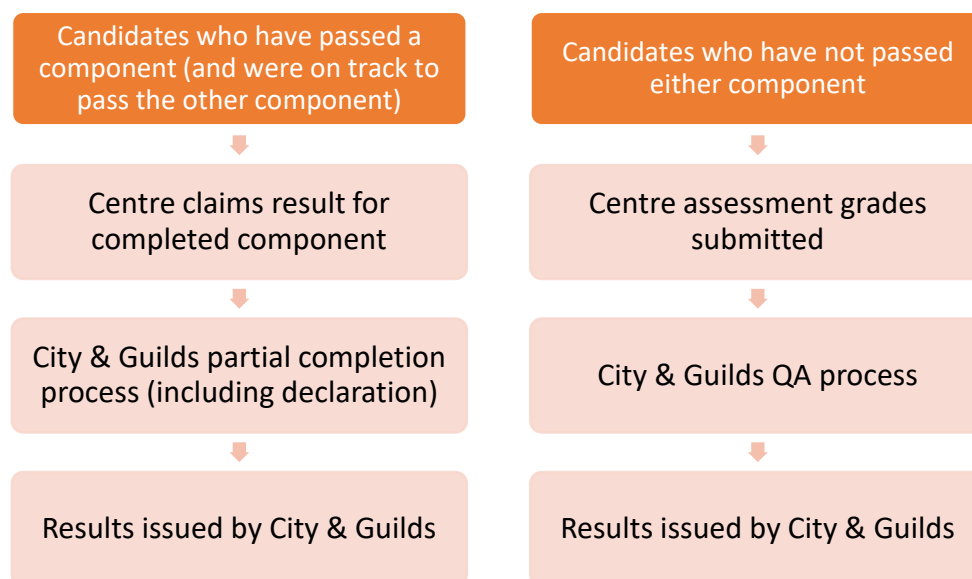 Candidates who have passed a
component (and were on track to
pass the other component)
Centre claims result for
completed component
City & Guilds partial completion
process (including declaration)
Results issued by City & Guilds
Candidates who have not passed
either component
Centre assessment grades
submitted
City & Guilds QA process
Results issued by City & Guilds